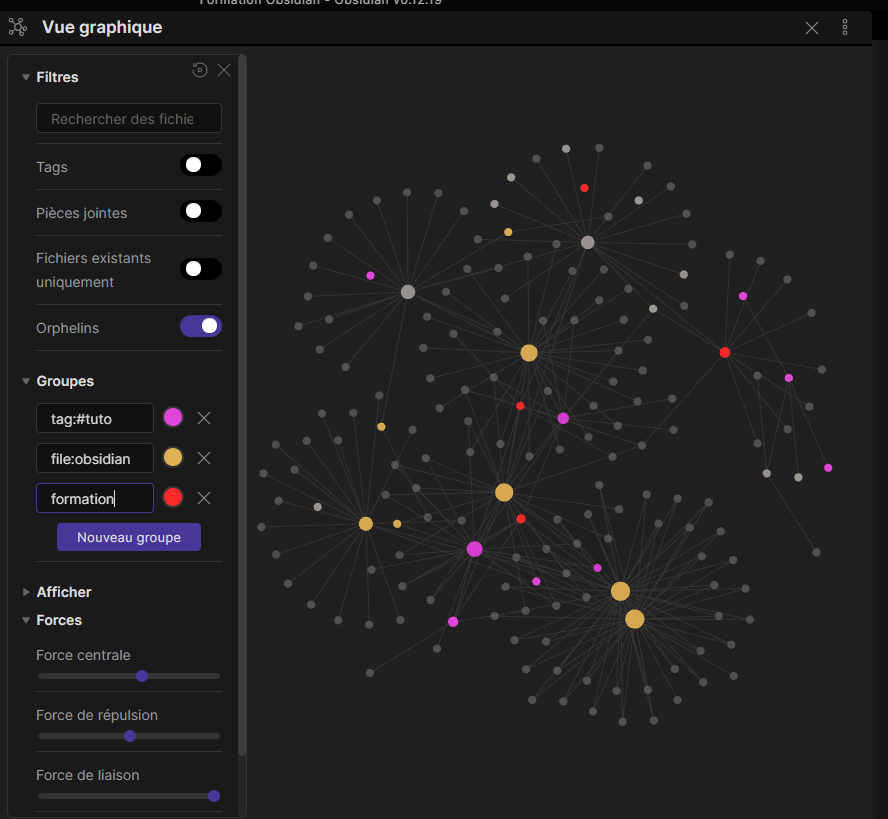 Formation Obsidian - Obsidian v0.12.19
Vue graphique
Filtres
Rechercher des fichie
Tags
Pièces jointes
Fichiers existants
uniquement
Orphelins
Groupes
tag:#tuto
file:obsidian
formation
Nouveau groupe
Afficher
Forces
Force centrale
Force de répulsion
Force de liaison